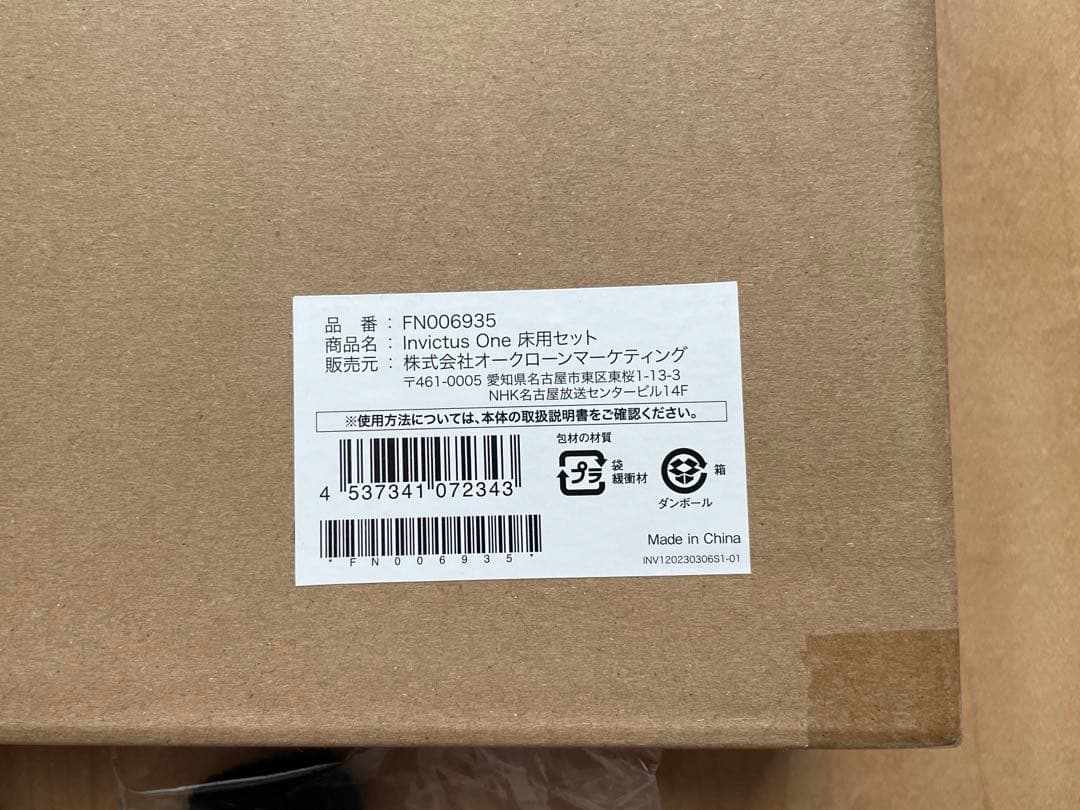 品 番 : FN006935
商品名 : Invictus One 床用セット
販売元 : 株式会社オークローンマーケティング
〒461-0005 愛知県名古屋市東区東桜1-13-3
NHK名古屋放送センタービル14F
※使用方法については、本体の取扱説明書をご確認ください。
包材の材質
プラ 袋
緩衝材
箱
ダンボール
4 537341 072343
*FN006935*
Made in China
INV120230306S1-01